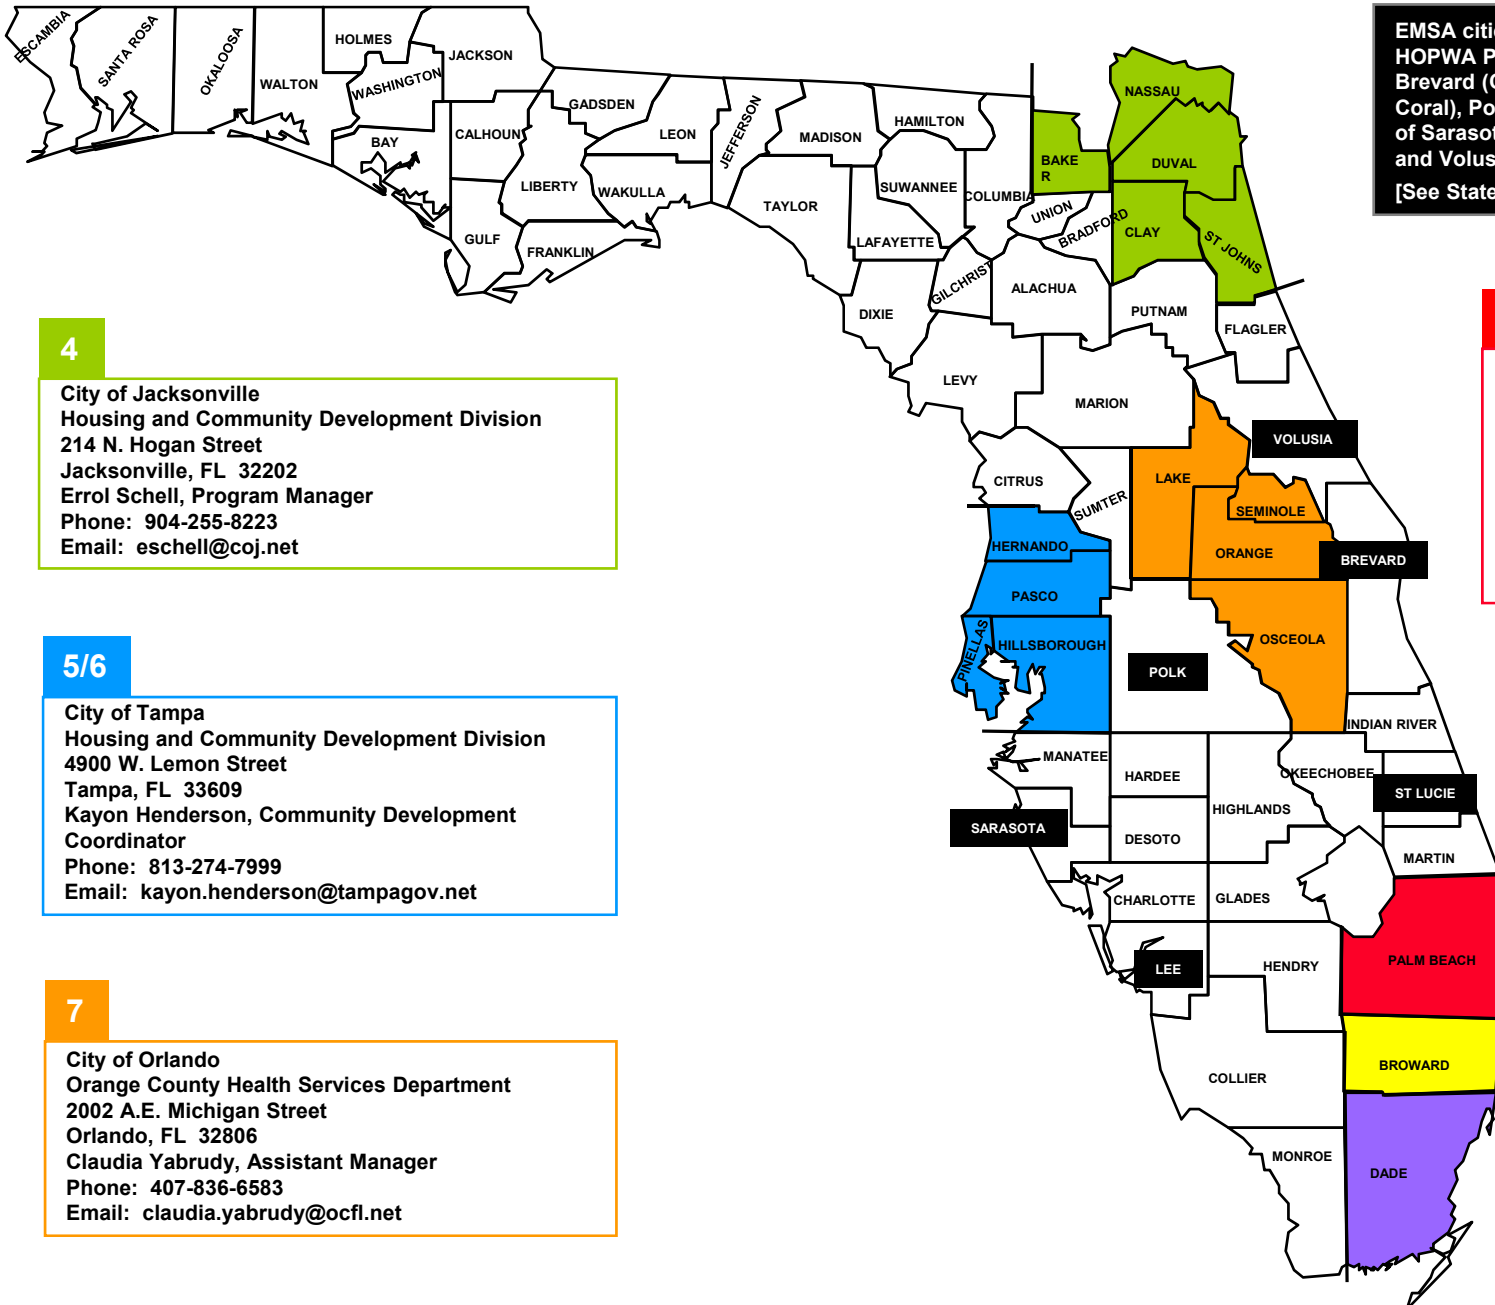 ESCAMBIA
SANTA ROSA
OKALOOSA
WALTON
HOLMES
WASHINGTON
JACKSON
BAY
CALHOUN
GULF
GADSDEN
LIBERTY
FRANKLIN
LEON
WAKULLA
JEFFERSON
MADISON
TAYLOR
HAMILTON
SUWANNEE
LAFAYETTE
COLUMBIA
DIXIE
GILCHRIST
UNION
BRADFORD
ALACHUA
BAKE
R
NASSAU
DUVAL
CLAY
ST JOHNS
PUTNAM
FLAGLER
LEVY
MARION
VOLUSIA
CITRUS
SUMTER
LAKE
SEMINOLE
ORANGE
BREVARD
HERNANDO
PASCO
PINELLAS
HILLSBOROUGH
POLK
OSCEOLA
INDIAN RIVER
MANATEE
HARDEE
HIGHLANDS
OKEECHOBEE
ST LUCIE
SARASOTA
DESOTO
MARTIN
CHARLOTTE
GLADES
LEE
HENDRY
PALM BEACH
COLLIER
BROWARD
MONROE
DADE
EMSA
HOPWA
Brevard
Coral),
of
and
[See
4
City of Jacksonville
Housing and Community Development Division
214 N. Hogan Street
Jacksonville, FL 32202
Errol Schell, Program Manager
Phone: 904-255-8223
Email: eschell@coj.net
5/6
City of Tampa
Housing and Community Development Division
4900 W. Lemon Street
Tampa, FL 33609
Kayon Henderson, Community Development
Coordinator
Phone: 813-274-7999
Email: kayon.henderson@tampagov.net
7
City of Orlando
Orange County Health Services Department
2002 A.E. Michigan Street
Orlando, FL 32806
Claudia Yabrudy, Assistant Manager
Phone: 407-836-6583
Email: claudia.yabrudy@ocfl.net